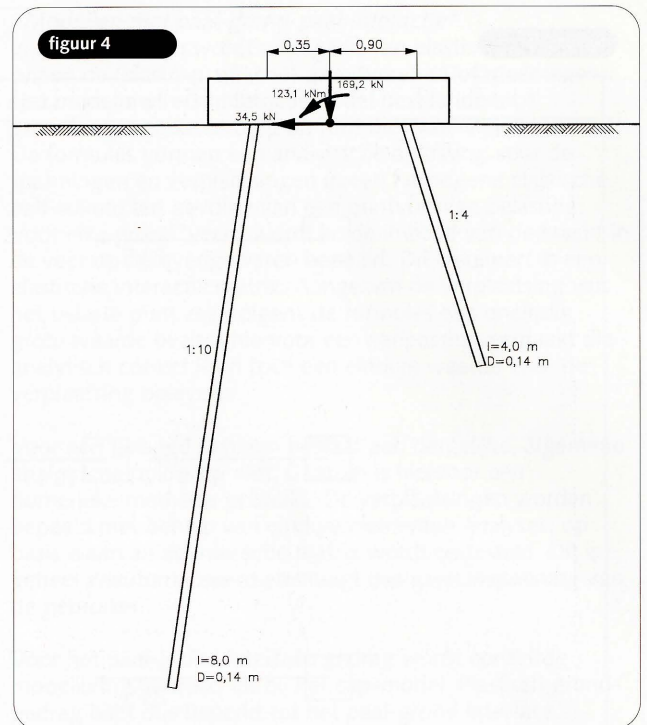 figuur 4
0,35 0,90
169,2 kN
123,1 kNm
34,5 kN
1:4
1:10
l=4,0 m
D=0,14 m
l=8,0 m
D=0,14 m